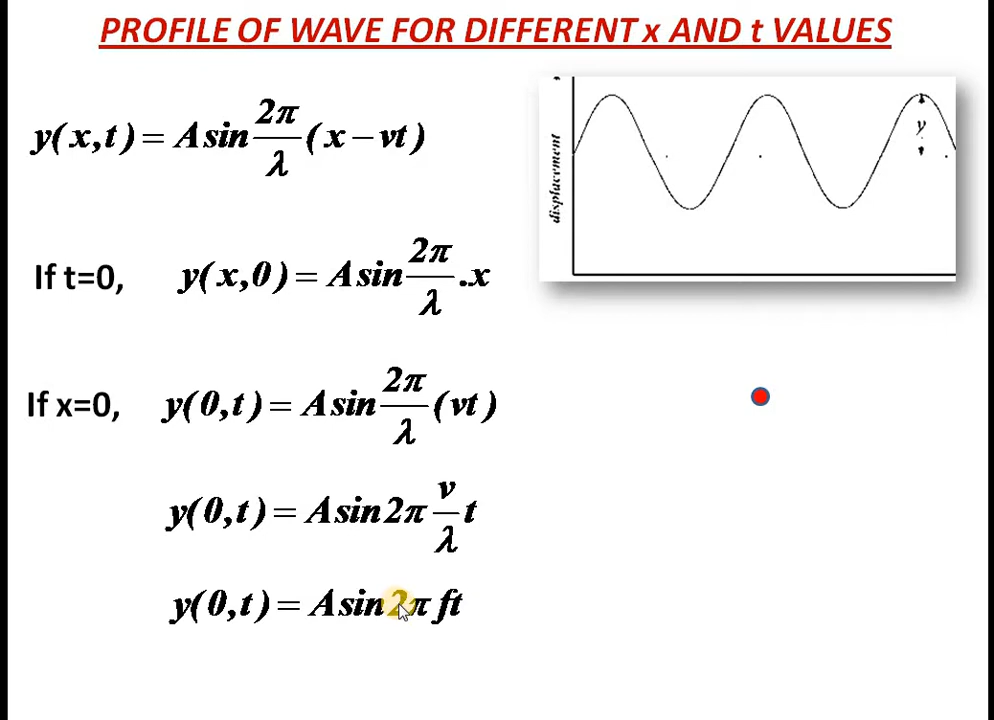 PROFILE OF WAVE FOR DIFFERENT x AND t VALUES
y(x,t) = A sin 2π/λ (x − vt)
displacement
y
If t=0, y(x,0) = A sin 2π/λ .x
If x=0, y(0,t) = A sin 2π/λ (vt)
y(0,t) = A sin 2π v/λ t
y(0,t) = A sin 2π ft